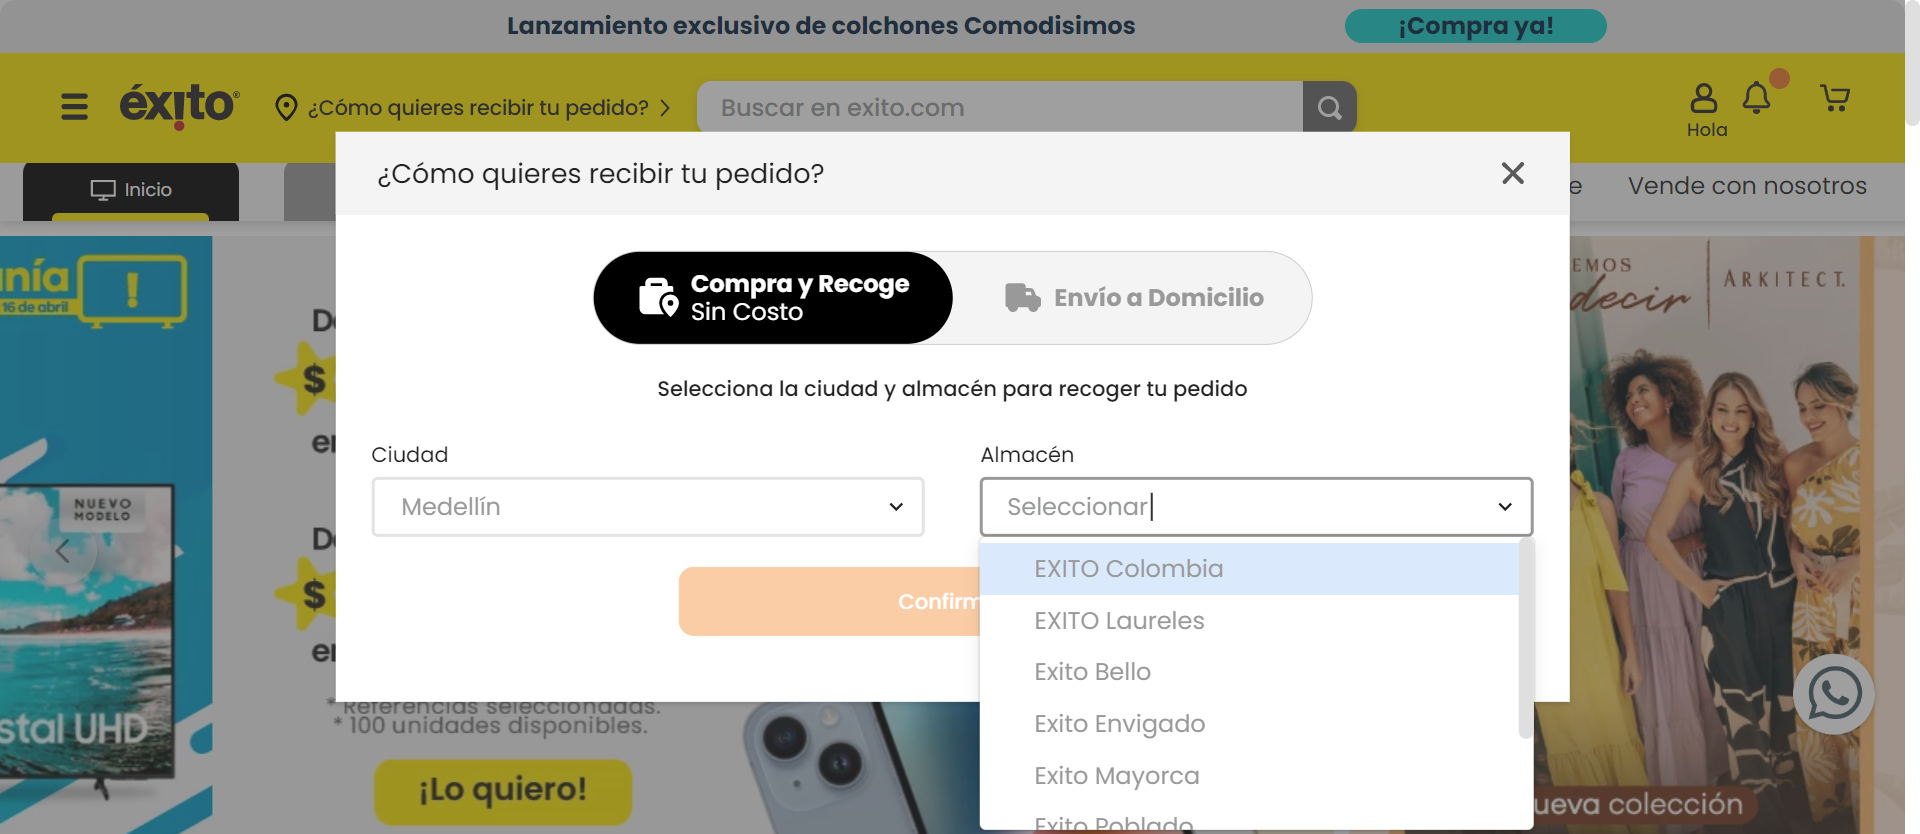 Lanzamiento exclusivo de colchones Comodisimos
¡Compra ya!
éxito
¿Cómo quieres recibir tu pedido?
Buscar en exito.com
Hola
Inicio
Vende con nosotros
¿Cómo quieres recibir tu pedido?
Compra y Recoge
Sin Costo
Envío a Domicilio
Selecciona la ciudad y almacén para recoger tu pedido
Ciudad
Almacén
Medellín
Seleccionar
Confirm
EXITO Colombia
EXITO Laureles
Exito Bello
Exito Envigado
Exito Mayorca
Exito Poblado
nía
16 de abril
$
$
NUEVO
MODELO
stal UHD
* Referencias seleccionadas.
* 100 unidades disponibles.
¡Lo quiero!
EMOS
decir
ARKITECT.
ueva colección